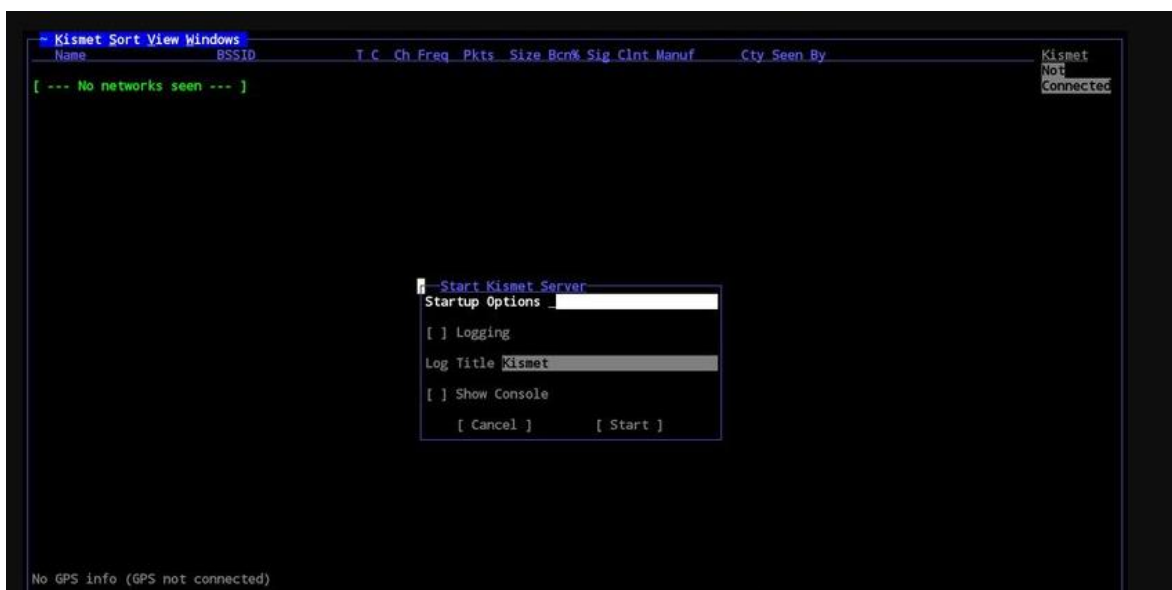 ~ Kismet Sort View Windows
Name BSSID T C Ch Freq Pkts Size Bcn% Sig Clnt Manuf Cty Seen By
Kismet
Not
Connected
[ --- No networks seen --- ]
Start Kismet Server
Startup Options _
[ ] Logging
Log Title Kismet
[ ] Show Console
[ Cancel ] [ Start ]
No GPS info (GPS not connected)